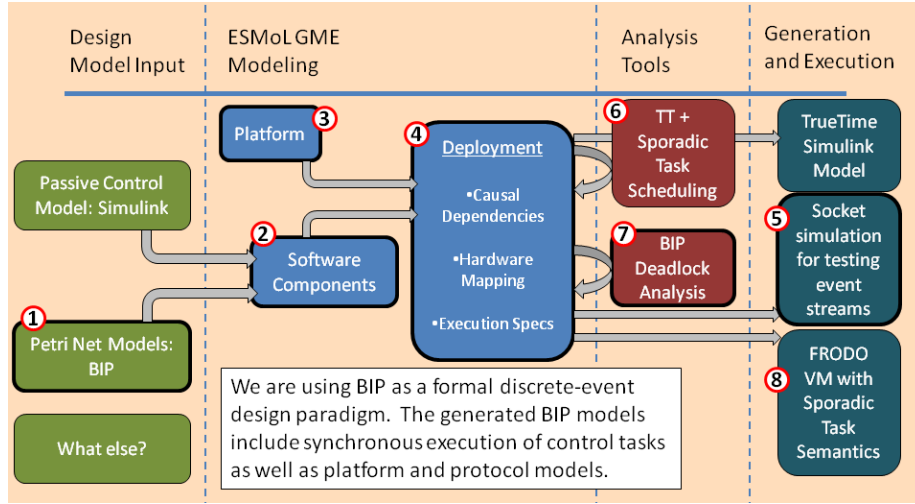 Design
Model Input
ESMoL GME
Modeling
Analysis
Tools
Generation
and Execution
Passive Control
Model: Simulink
1
Petri Net Models:
BIP
What else?
3
Platform
2
Software
Components
4
Deployment
•Causal
Dependencies
•Hardware
Mapping
•Execution Specs
6
TT +
Sporadic
Task
Scheduling
7
BIP
Deadlock
Analysis
TrueTime
Simulink
Model
5
Socket
simulation
for testing
event
streams
8
FRODO
VM with
Sporadic
Task
Semantics
We are using BIP as a formal discrete-event
design paradigm.  The generated BIP models
include synchronous execution of control tasks
as well as platform and protocol models.